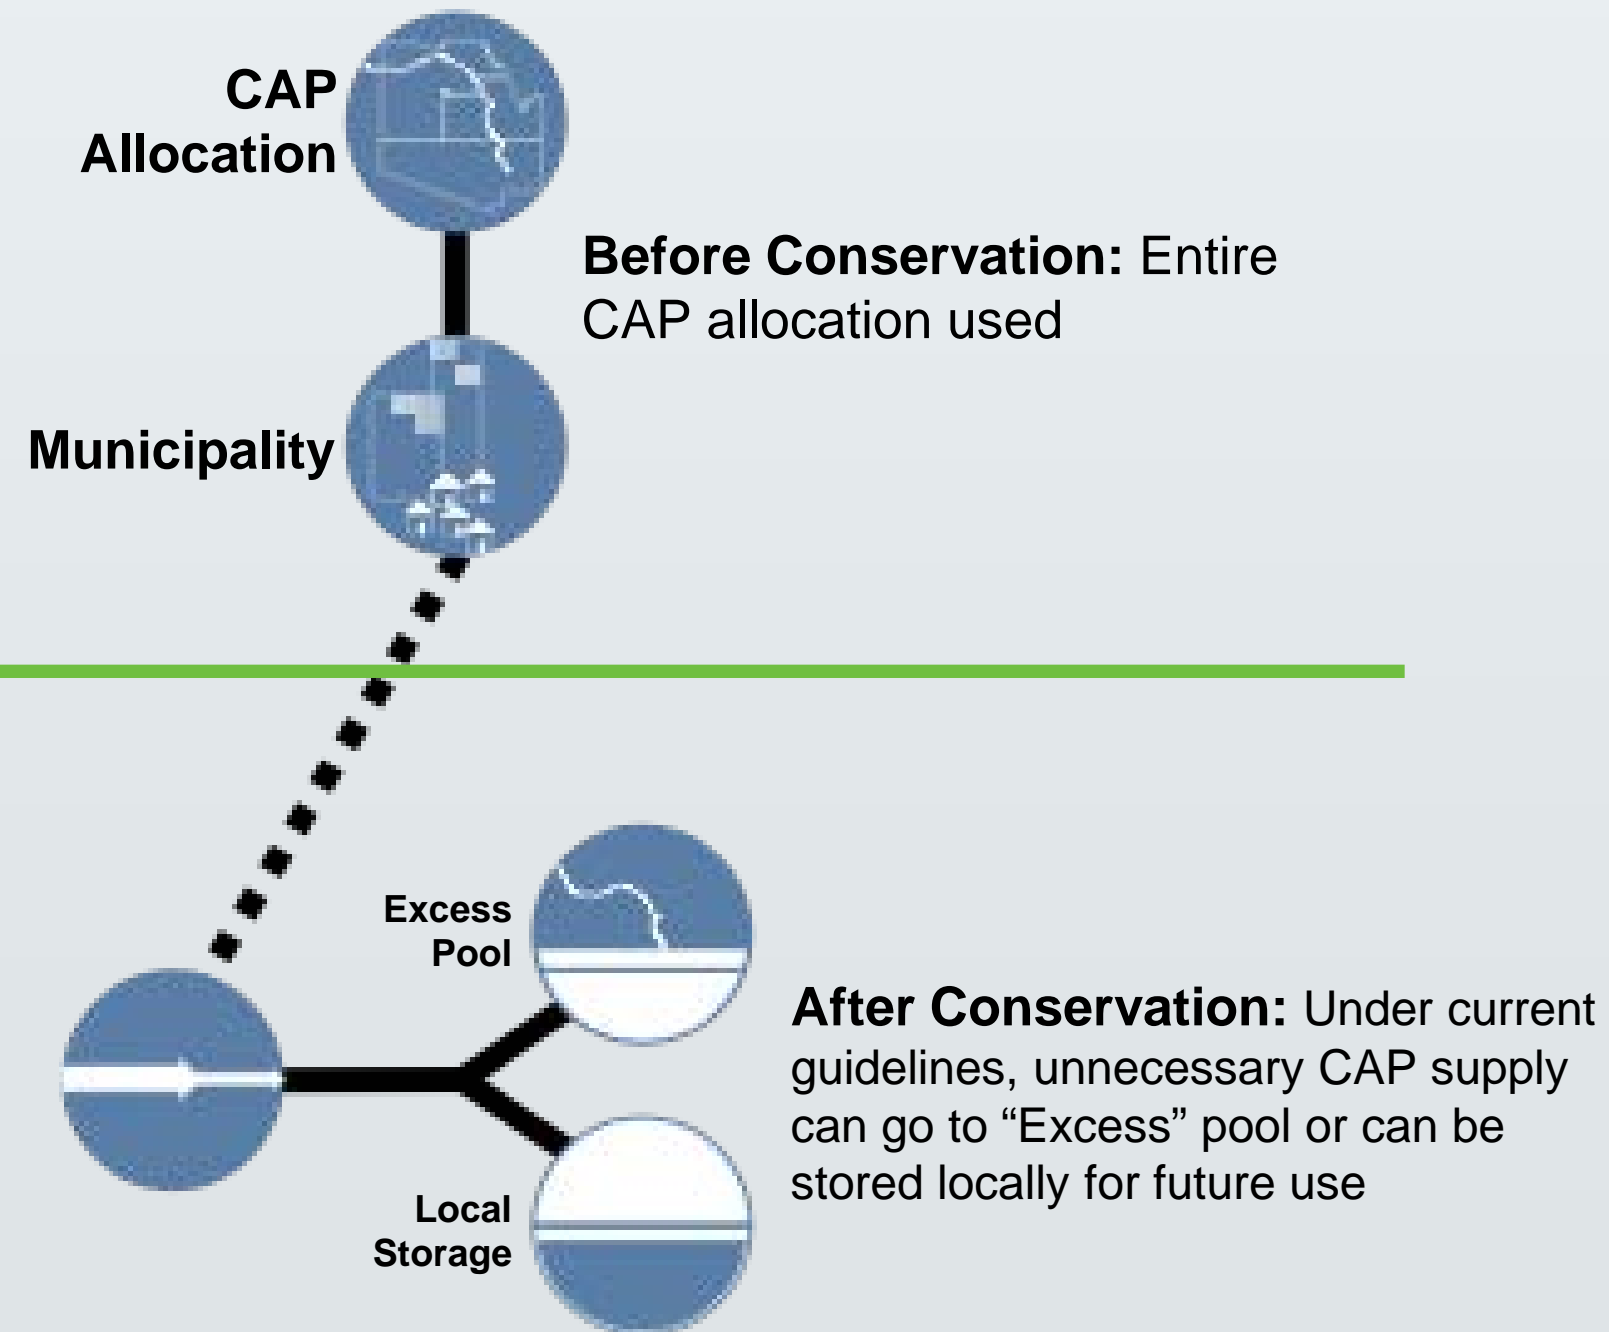 CAP
Allocation
Before Conservation: Entire
CAP allocation used
Municipality
Excess
Pool
After Conservation: Under current
guidelines, unnecessary CAP supply
can go to “Excess” pool or can be
stored locally for future use
Local
Storage